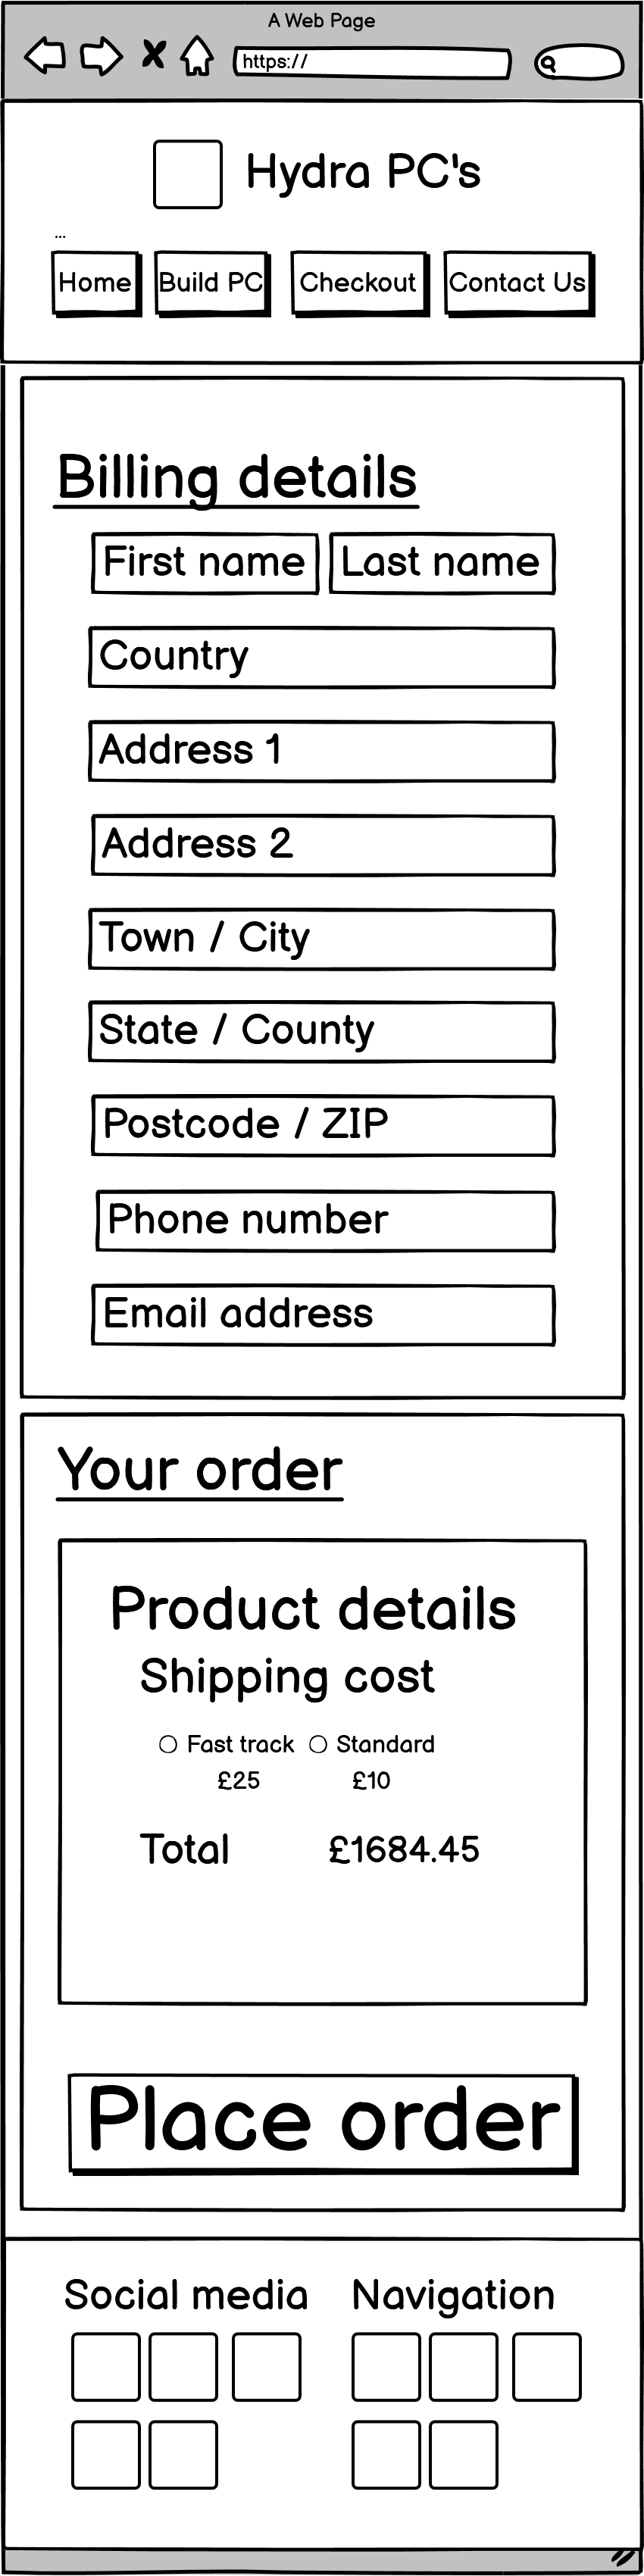 A Web Page
https://
Hydra PC's
...
Home Build PC Checkout Contact Us
Billing details
First name Last name
Country
Address 1
Address 2
Town / City
State / County
Postcode / ZIP
Phone number
Email address
Your order
Product details
Shipping cost
Fast track Standard
£25 £10
Total £1684.45
Place order
Social media Navigation